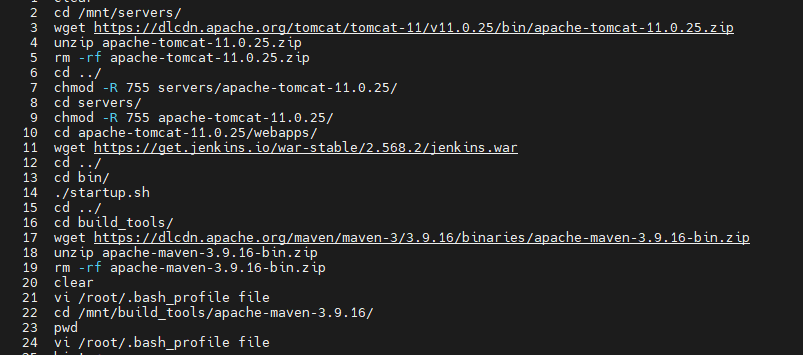 2 cd /mnt/servers/
3 wget https://dlcdn.apache.org/tomcat/tomcat-11/v11.0.25/bin/apache-tomcat-11.0.25.zip
4 unzip apache-tomcat-11.0.25.zip
5 rm -rf apache-tomcat-11.0.25.zip
6 cd ../
7 chmod -R 755 servers/apache-tomcat-11.0.25/
8 cd servers/
9 chmod -R 755 apache-tomcat-11.0.25/
10 cd apache-tomcat-11.0.25/webapps/
11 wget https://get.jenkins.io/war-stable/2.568.2/jenkins.war
12 cd ../
13 cd bin/
14 ./startup.sh
15 cd ../
16 cd build_tools/
17 wget https://dlcdn.apache.org/maven/maven-3/3.9.16/binaries/apache-maven-3.9.16-bin.zip
18 unzip apache-maven-3.9.16-bin.zip
19 rm -rf apache-maven-3.9.16-bin.zip
20 clear
21 vi /root/.bash_profile file
22 cd /mnt/build_tools/apache-maven-3.9.16/
23 pwd
24 vi /root/.bash_profile file